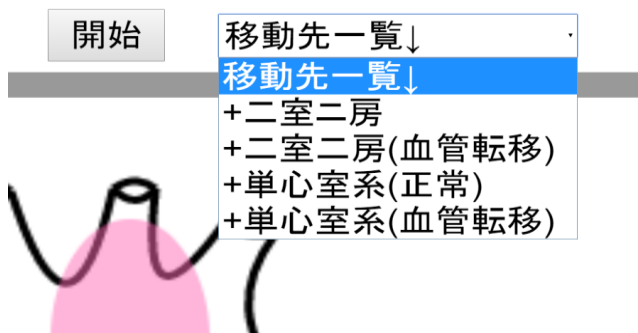 開始
移動先一覧↓
移動先一覧↓
+二室二房
+二室二房(血管転移)
+単心室系(正常)
+単心室系(血管転移)